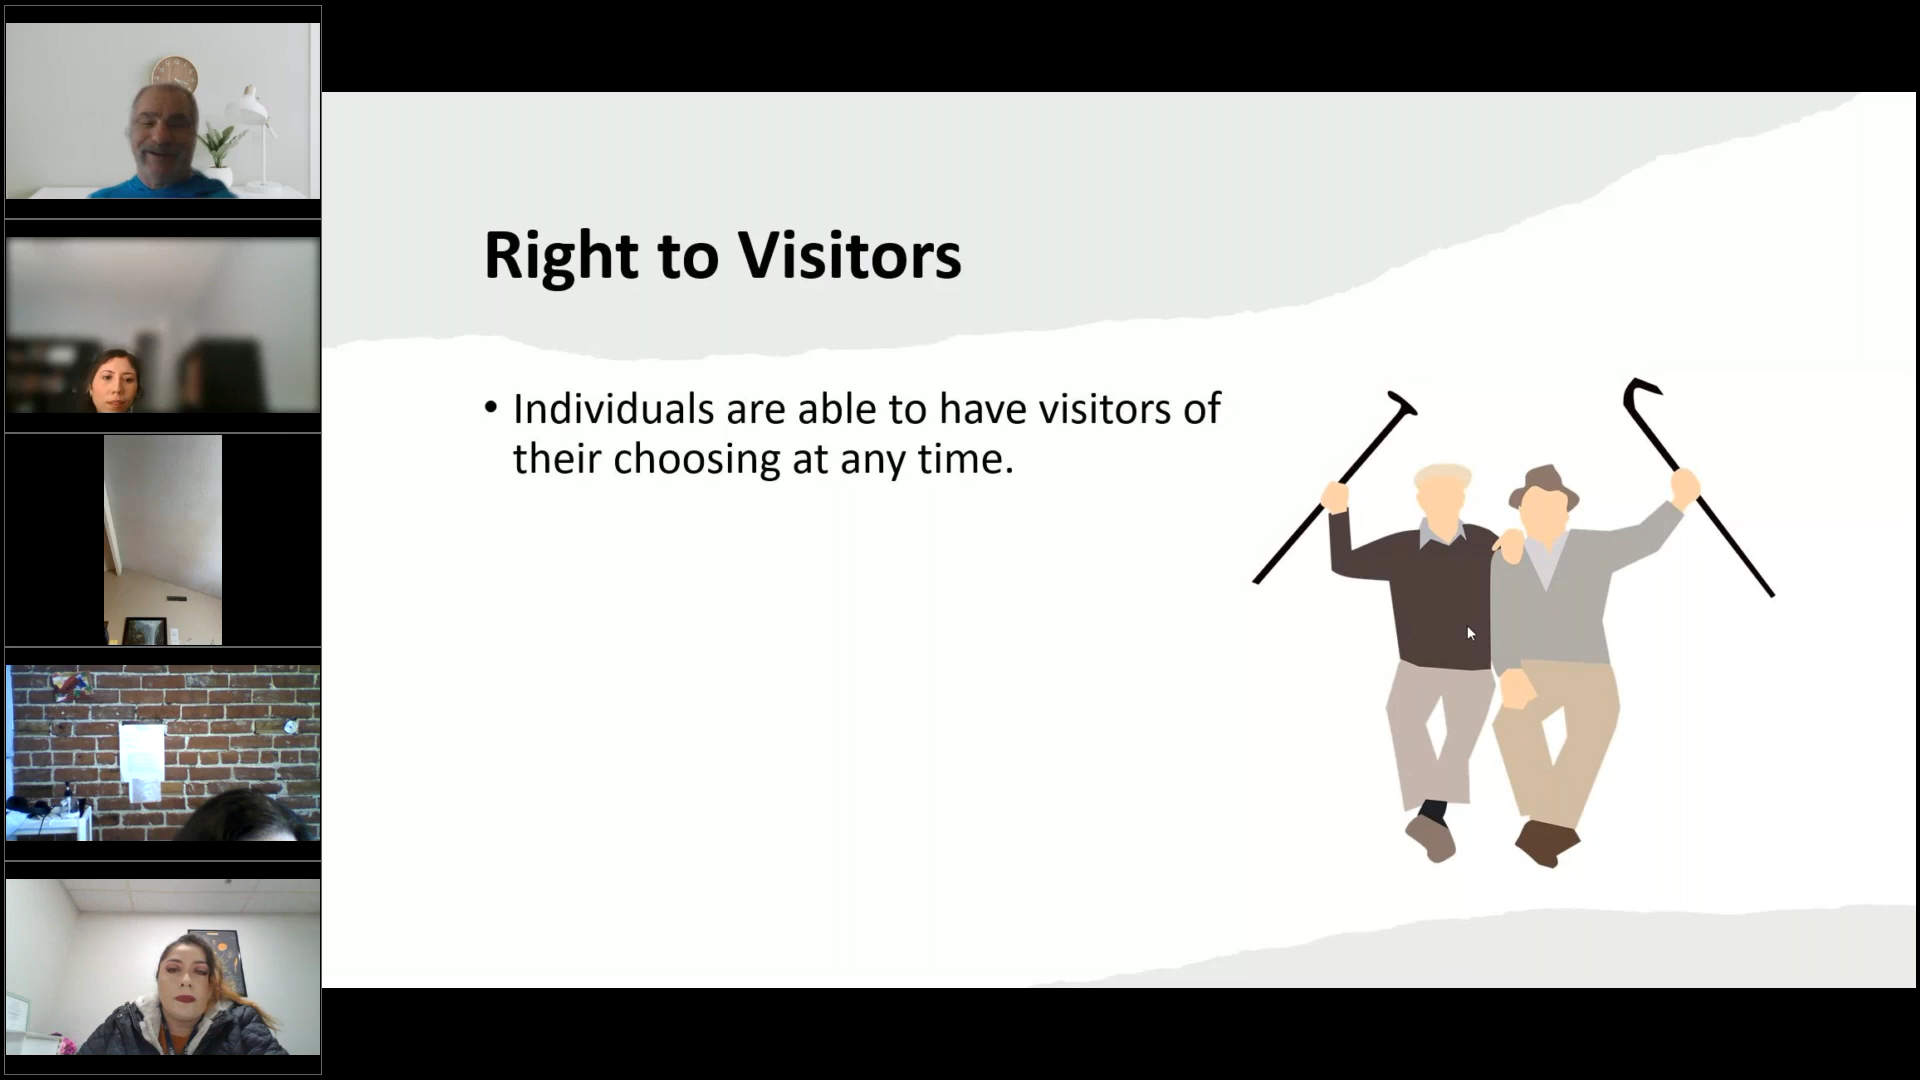 Right to Visitors
• Individuals are able to have visitors of
their choosing at any time.